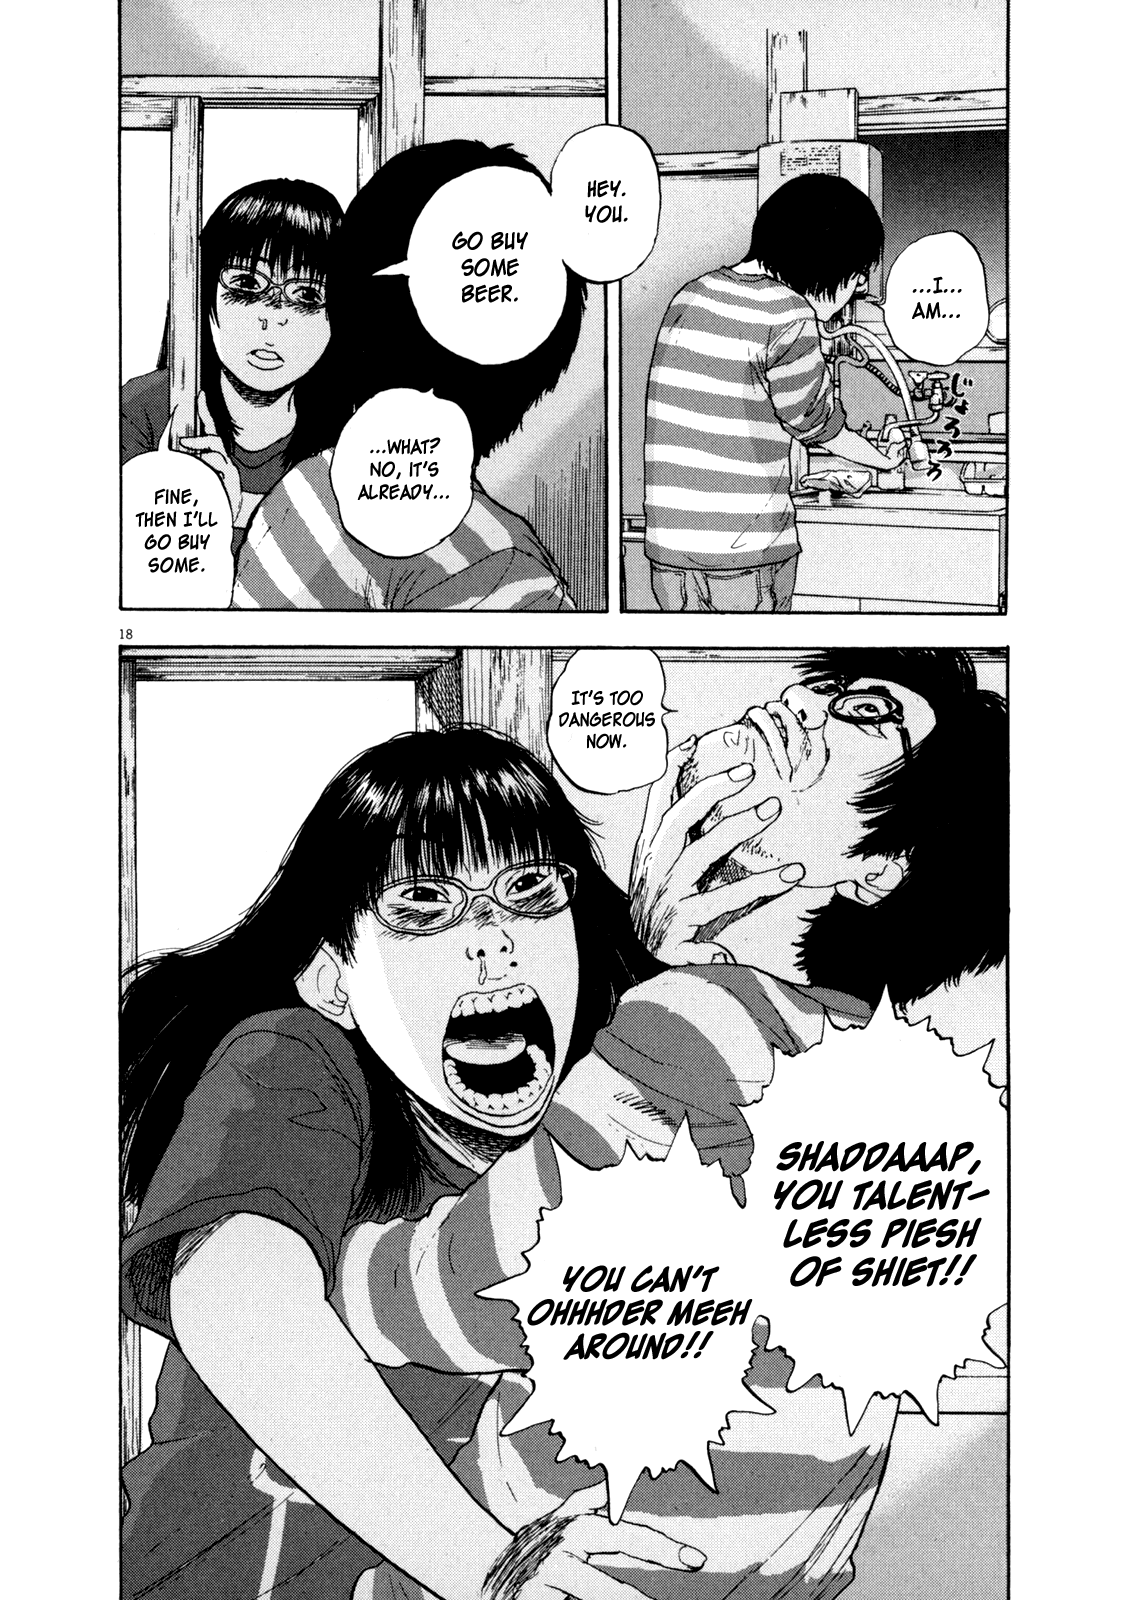 ...I...
AM...
じょろろろ
HEY.
YOU.
GO BUY
SOME
BEER.
...WHAT?
NO, IT'S
ALREADY...
FINE,
THEN I'LL
GO BUY
SOME.
18
IT'S TOO
DANGEROUS
NOW.
SHADDAAAP,
YOU TALENT-
LESS PIESH
OF SHIET!!
YOU CAN'T
OHHHDER MEEH
AROUND!!